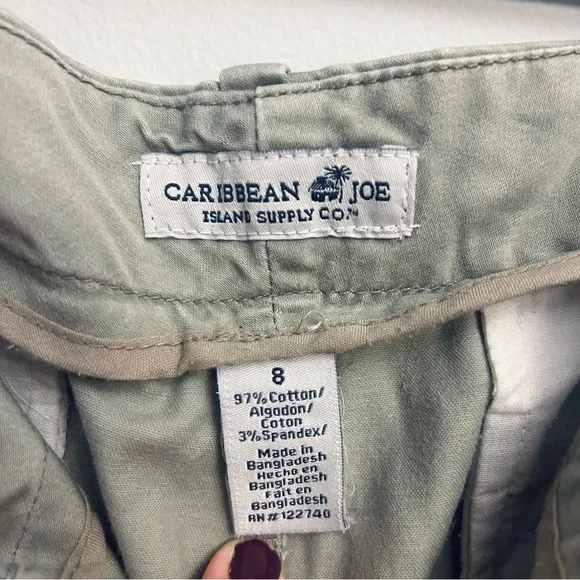 CARIBBEAN JOE
ISLAND SUPPLY CO.™
8
97% Cotton/
Algodon/
Coton
3% Spandex/
Made in
Bangladesh
Hecho en
Bangladesh
Fait en
Bangladesh
RN# 122740